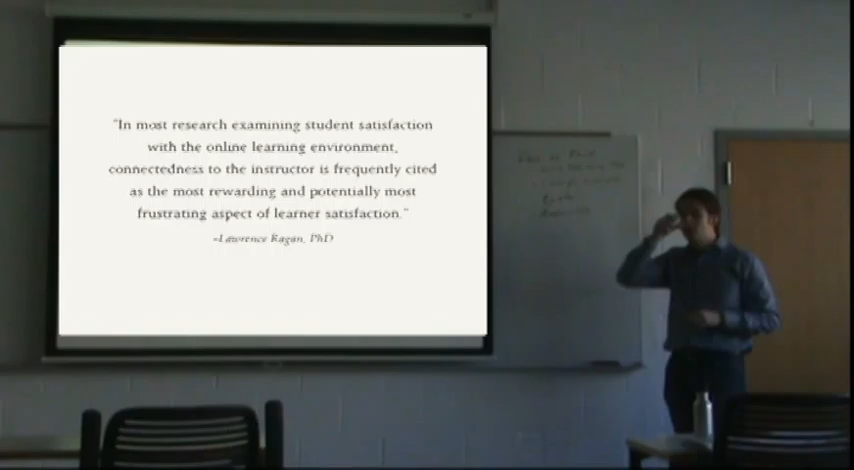 "In most research examining student satisfaction
with the online learning environment,
connectedness to the instructor is frequently cited
as the most rewarding and potentially most
frustrating aspect of learner satisfaction."
-Lawrence Ragan, PhD